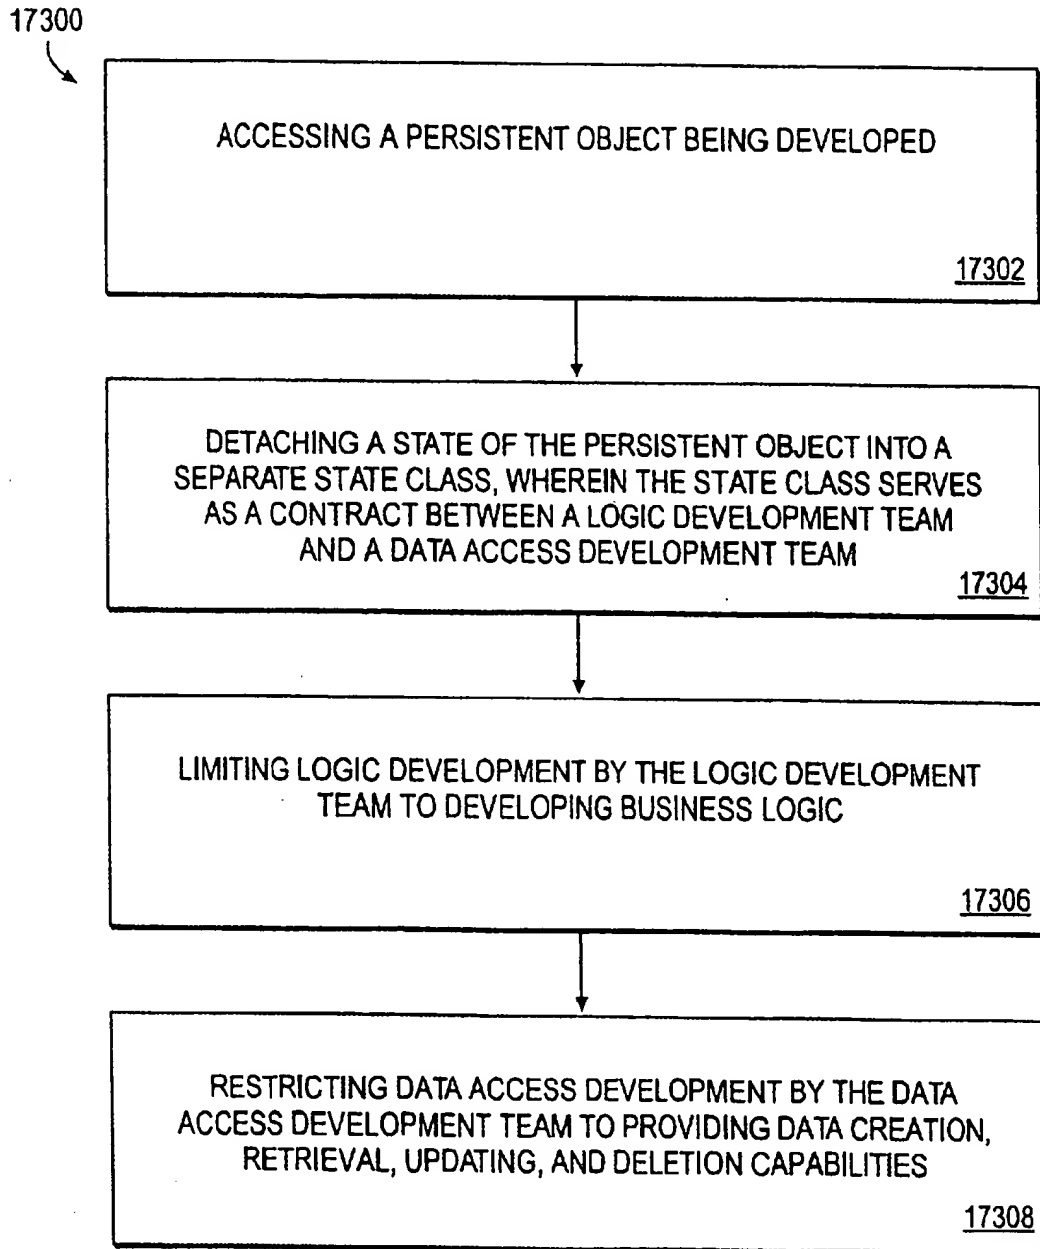 17300
ACCESSING A PERSISTENT OBJECT BEING DEVELOPED
17302
DETACHING A STATE OF THE PERSISTENT OBJECT INTO A
SEPARATE STATE CLASS, WHEREIN THE STATE CLASS SERVES
AS A CONTRACT BETWEEN A LOGIC DEVELOPMENT TEAM
AND A DATA ACCESS DEVELOPMENT TEAM
17304
LIMITING LOGIC DEVELOPMENT BY THE LOGIC DEVELOPMENT
TEAM TO DEVELOPING BUSINESS LOGIC
17306
RESTRICTING DATA ACCESS DEVELOPMENT BY THE DATA
ACCESS DEVELOPMENT TEAM TO PROVIDING DATA CREATION,
RETRIEVAL, UPDATING, AND DELETION CAPABILITIES
17308